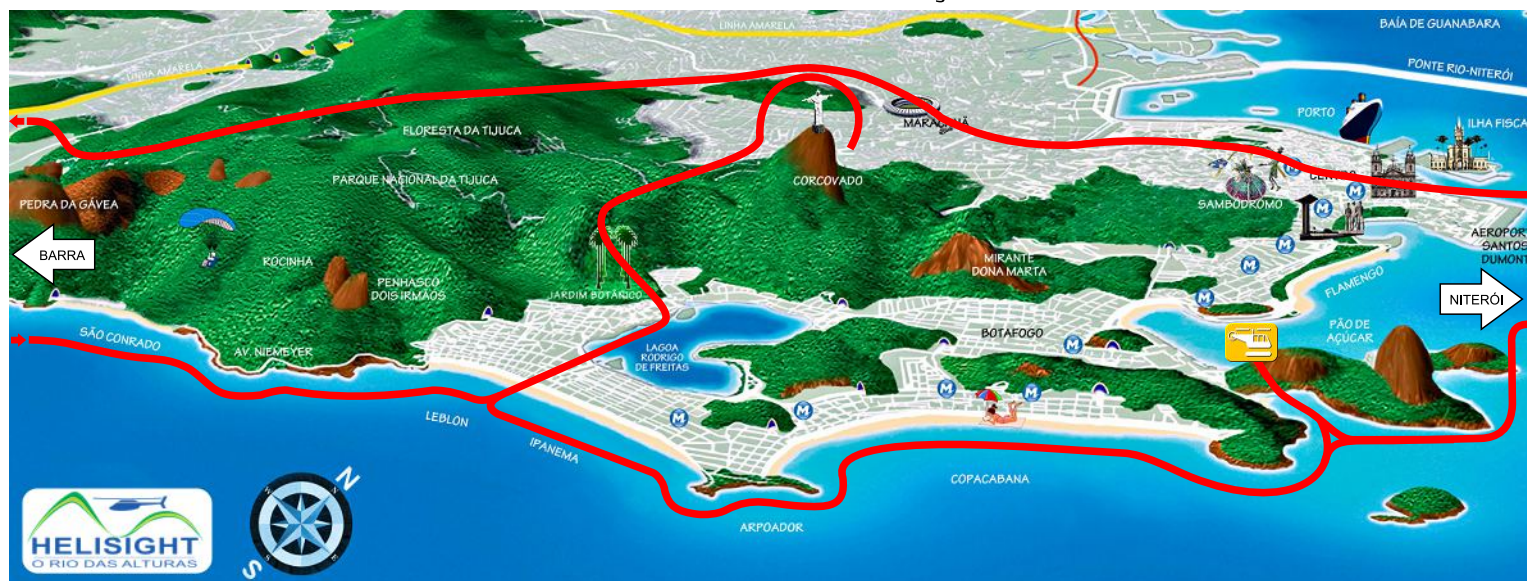 LINHA AMARELA
BAÍA DE GUANABARA
LINHA AMARELA
PONTE RIO-NITERÓI
PORTO
MARACANÃ
ILHA FISCA
FLORESTA DA TIJUCA
CENTRO
PARQUE NACIONAL DA TIJUCA
CORCOVADO
PEDRA DA GÁVEA
SAMBÓDROMO
M
M
M
M
M
M
M
M
M
M
M
AEROPOR
SANTOS
DUMONT
BARRA
ROCINHA
MIRANTE
DONA MARTA
PENHASCO
DOIS IRMÃOS
JARDIM BOTÂNICO
FLAMENGO
NITERÓI
SÃO CONRADO
AV. NIEMEYER
BOTAFOGO
PÃO DE
AÇÚCAR
LAGOA
RODRIGO
DE FREITAS
LEBLON
IPANEMA
COPACABANA
ARPOADOR
N
S
HELISIGHT
O RIO DAS ALTURAS